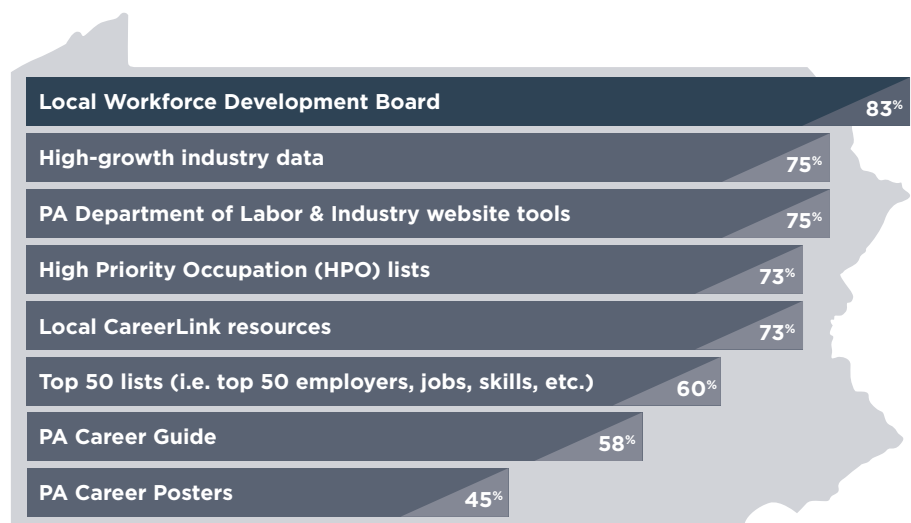 Local Workforce Development Board
83%
High-growth industry data
75%
PA Department of Labor & Industry website tools
75%
High Priority Occupation (HPO) lists
73%
Local CareerLink resources
73%
Top 50 lists (i.e. top 50 employers, jobs, skills, etc.)
60%
PA Career Guide
58%
PA Career Posters
45%